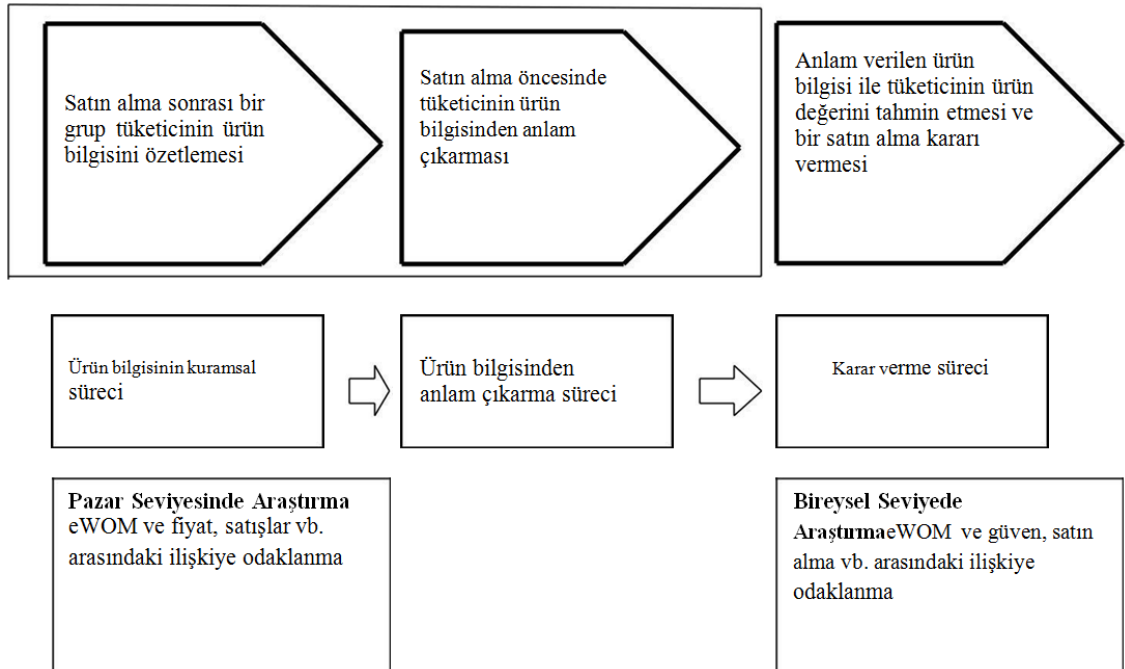 Satın alma sonrası bir
grup tüketicinin ürün
bilgisini özetlemesi
Satın alma öncesinde
tüketicinin ürün
bilgisinden anlam
çıkarması
Anlam verilen ürün
bilgisi ile tüketicinin ürün
değerini tahmin etmesi ve
bir satın alma kararı
vermesi
Ürün bilgisinin kuramsal
süreci
Ürün bilgisinden
anlam çıkarma süreci
Karar verme süreci
Pazar Seviyesinde Araştırma
eWOM ve fiyat, satışlar vb.
arasındaki ilişkiye odaklanma
Bireysel Seviyede
AraştırmaeWOM ve güven, satın
alma vb. arasındaki ilişkiye
odaklanma